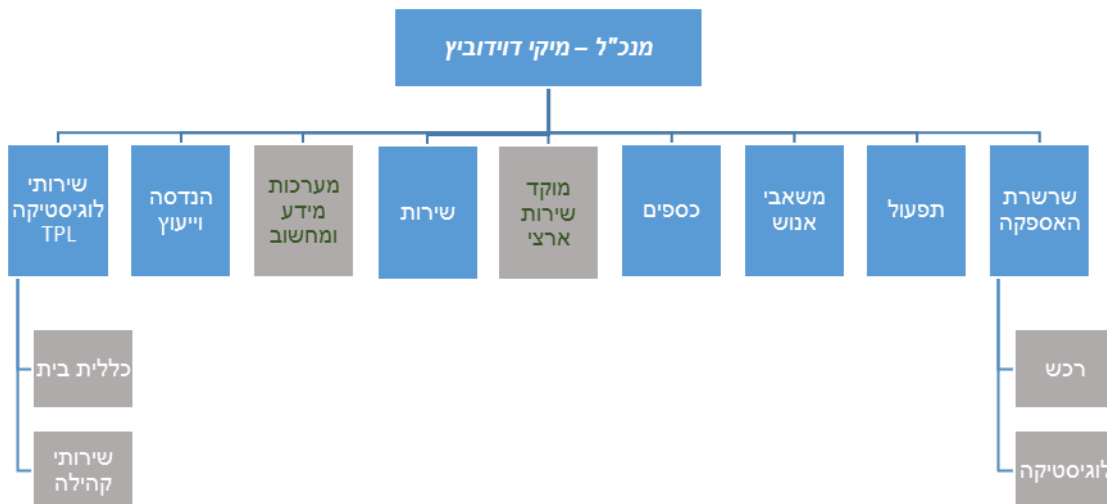 מנכ"ל – מיקי דוידוביץ
שרשרת
האספקה
תפעול
משאבי
אנוש
כספים
מוקד
שירות
ארצי
שירות
מערכות
מידע
ומחשוב
הנדסה
וייעוץ
שירותי
לוגיסטיקה
TPL
רכש
לוגיסטיקה
כללית בית
שירותי
קהילה